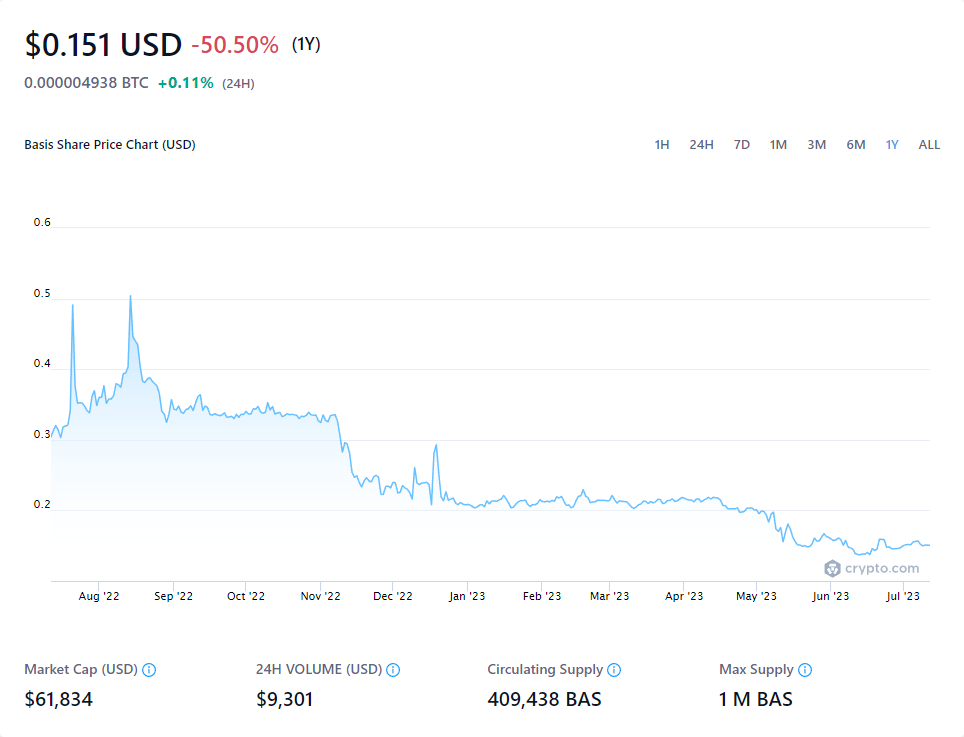 $0.151 USD -50.50% (1Y)
0.000004938 BTC +0.11% (24H)
Basis Share Price Chart (USD) 1H 24H 7D 1M 3M 6M 1Y ALL
0.6
0.5
0.4
0.3
0.2
crypto.com
Aug '22 Sep '22 Oct '22 Nov '22 Dec '22 Jan '23 Feb '23 Mar '23 Apr '23 May '23 Jun '23 Jul '23
Market Cap (USD) 24H VOLUME (USD) Circulating Supply Max Supply
$61,834 $9,301 409,438 BAS 1 M BAS